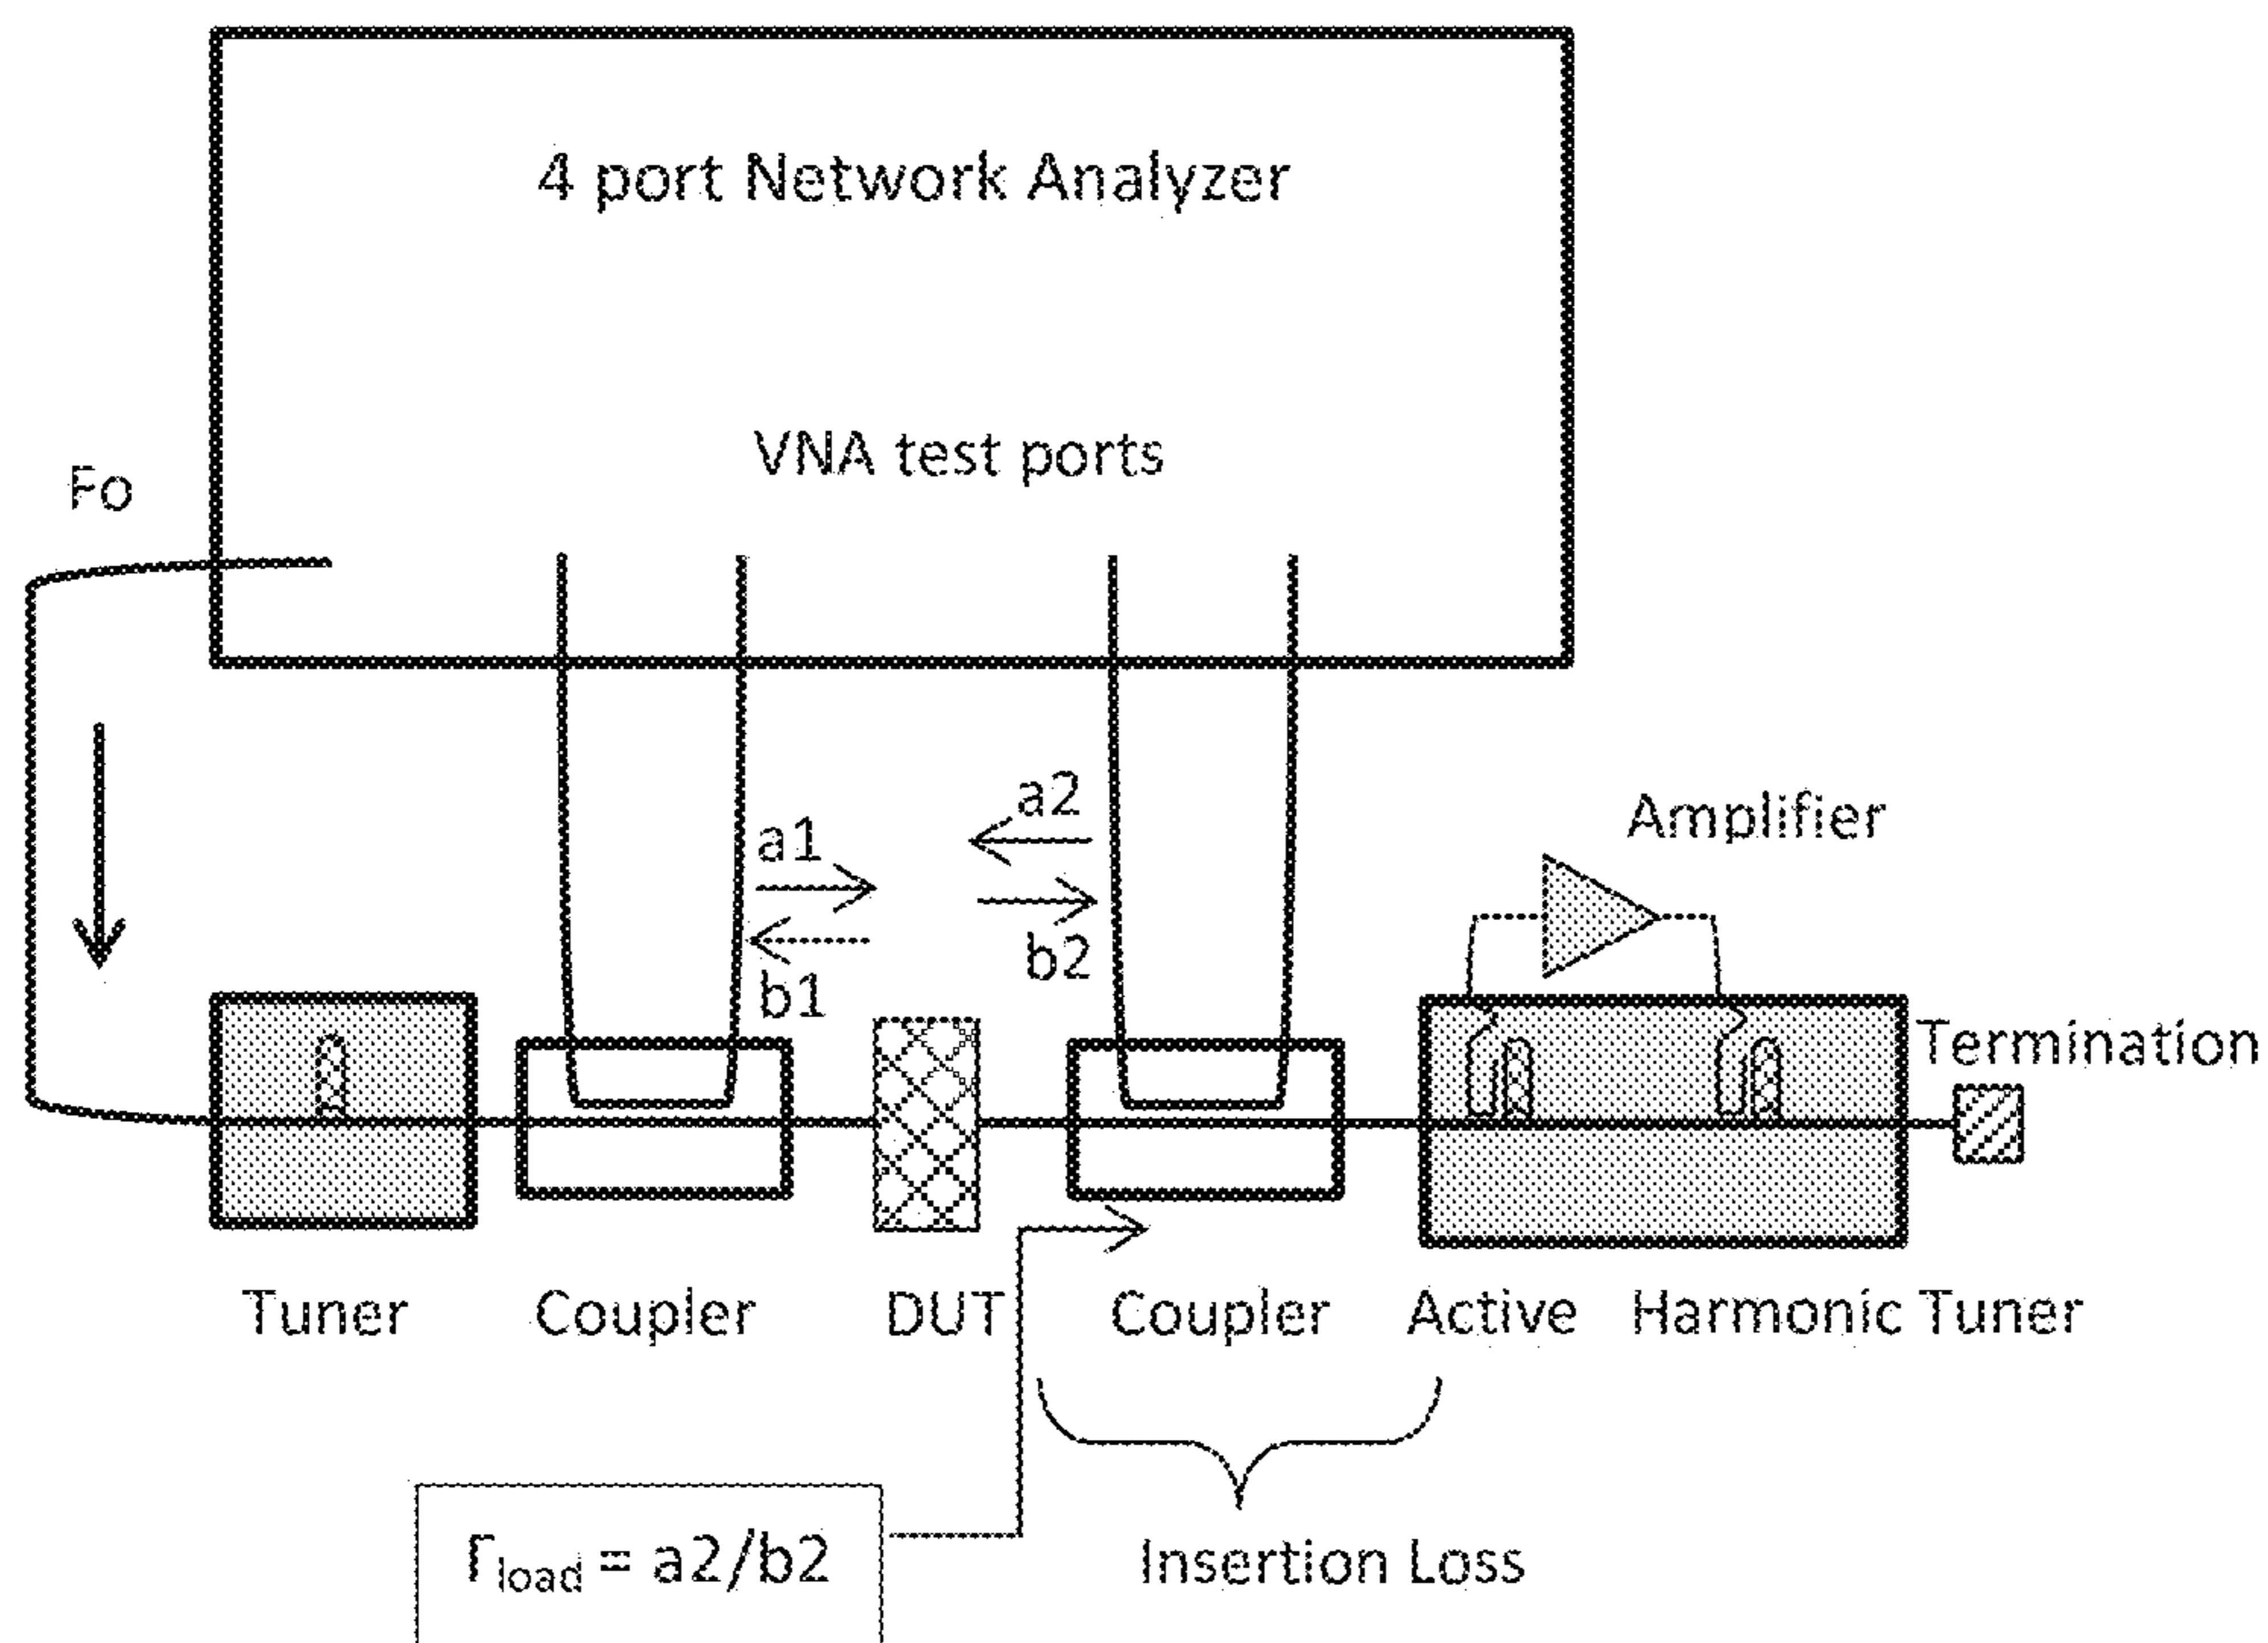 4 port Network Analyzer
VNA test ports
Fo
a1
a2
b1
b2
Amplifier
Termination
Tuner
Coupler
DUT
Coupler
Active Harmonic Tuner
Insertion Loss
Γload = a2/b2